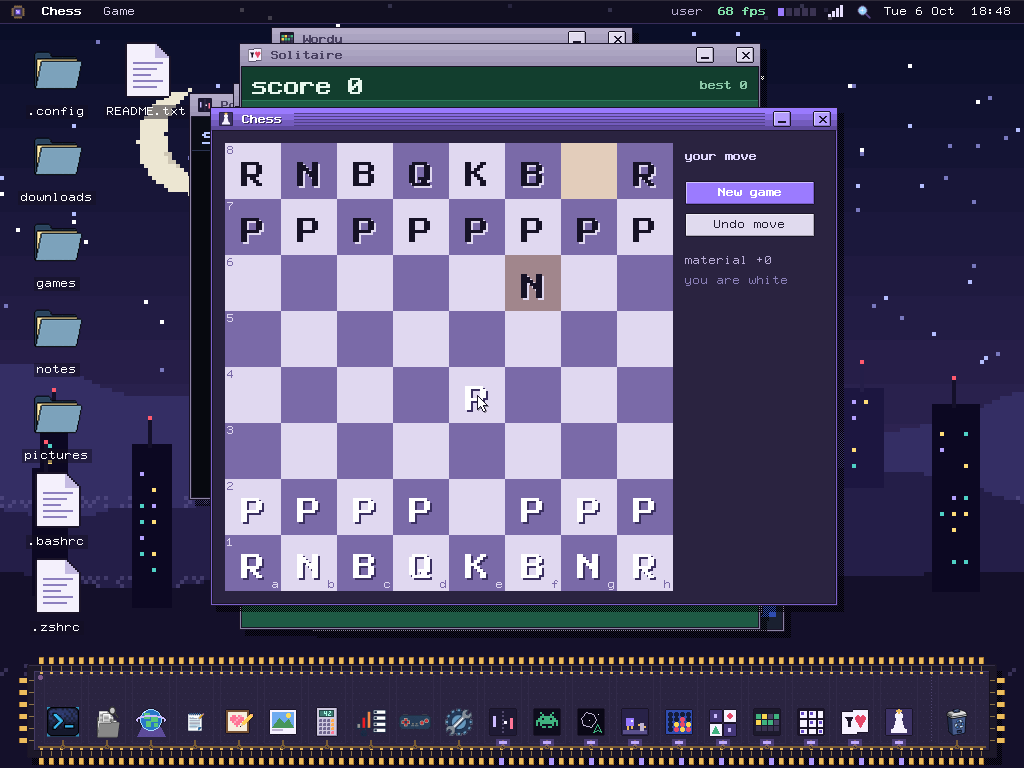 Chess Game user 68 fps Tue 6 Oct 18:48
Wordy
Solitaire
score 0 best 0
Chess
.config
README.txt
downloads
games
notes
pictures
.bashrc
.zshrc
8 R N B Q K B R
7 P P P P P P P P
6 N
5
4 P
3
2 P P P P P P P
1 R N B Q K B N R
a b c d e f g h
your move
New game
Undo move
material +0
you are white